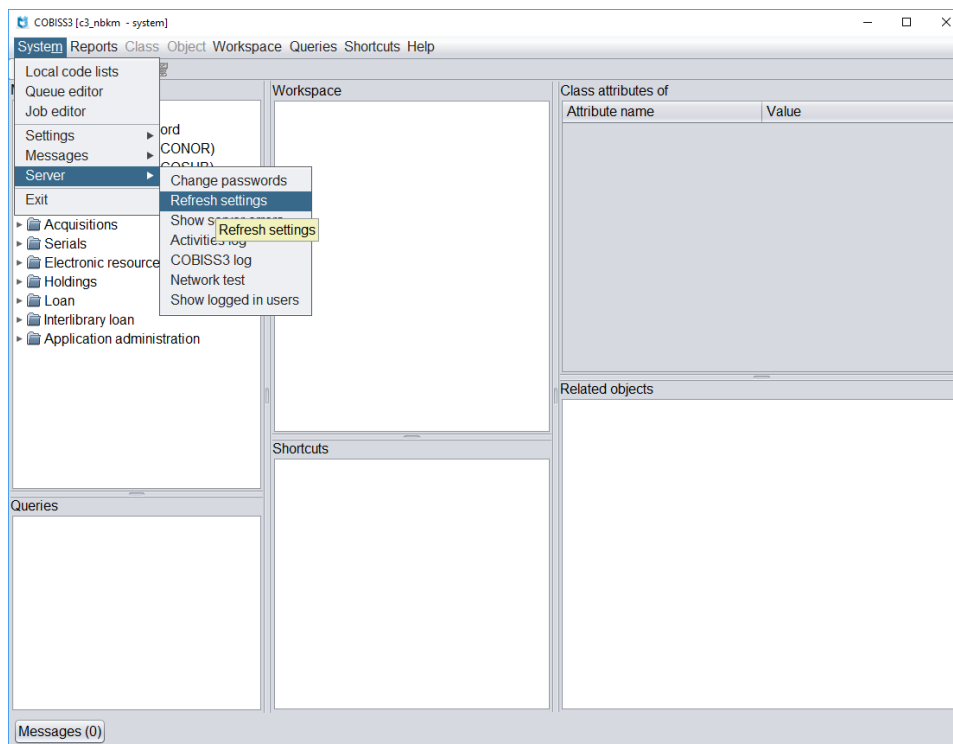 COBISS3 [c3_nbkm - system]
System Reports Class Object Workspace Queries Shortcuts Help
Local code lists
Queue editor
Job editor
Settings
Messages
Server
Exit
ord
CONOR)
Change passwords
Refresh settings
Show server errors
Refresh settings
Activities log
COBISS3 log
Network test
Show logged in users
Acquisitions
Serials
Electronic resource
Holdings
Loan
Interlibrary loan
Application administration
Queries
Workspace
Shortcuts
Class attributes of
Attribute name Value
Related objects
Messages (0)